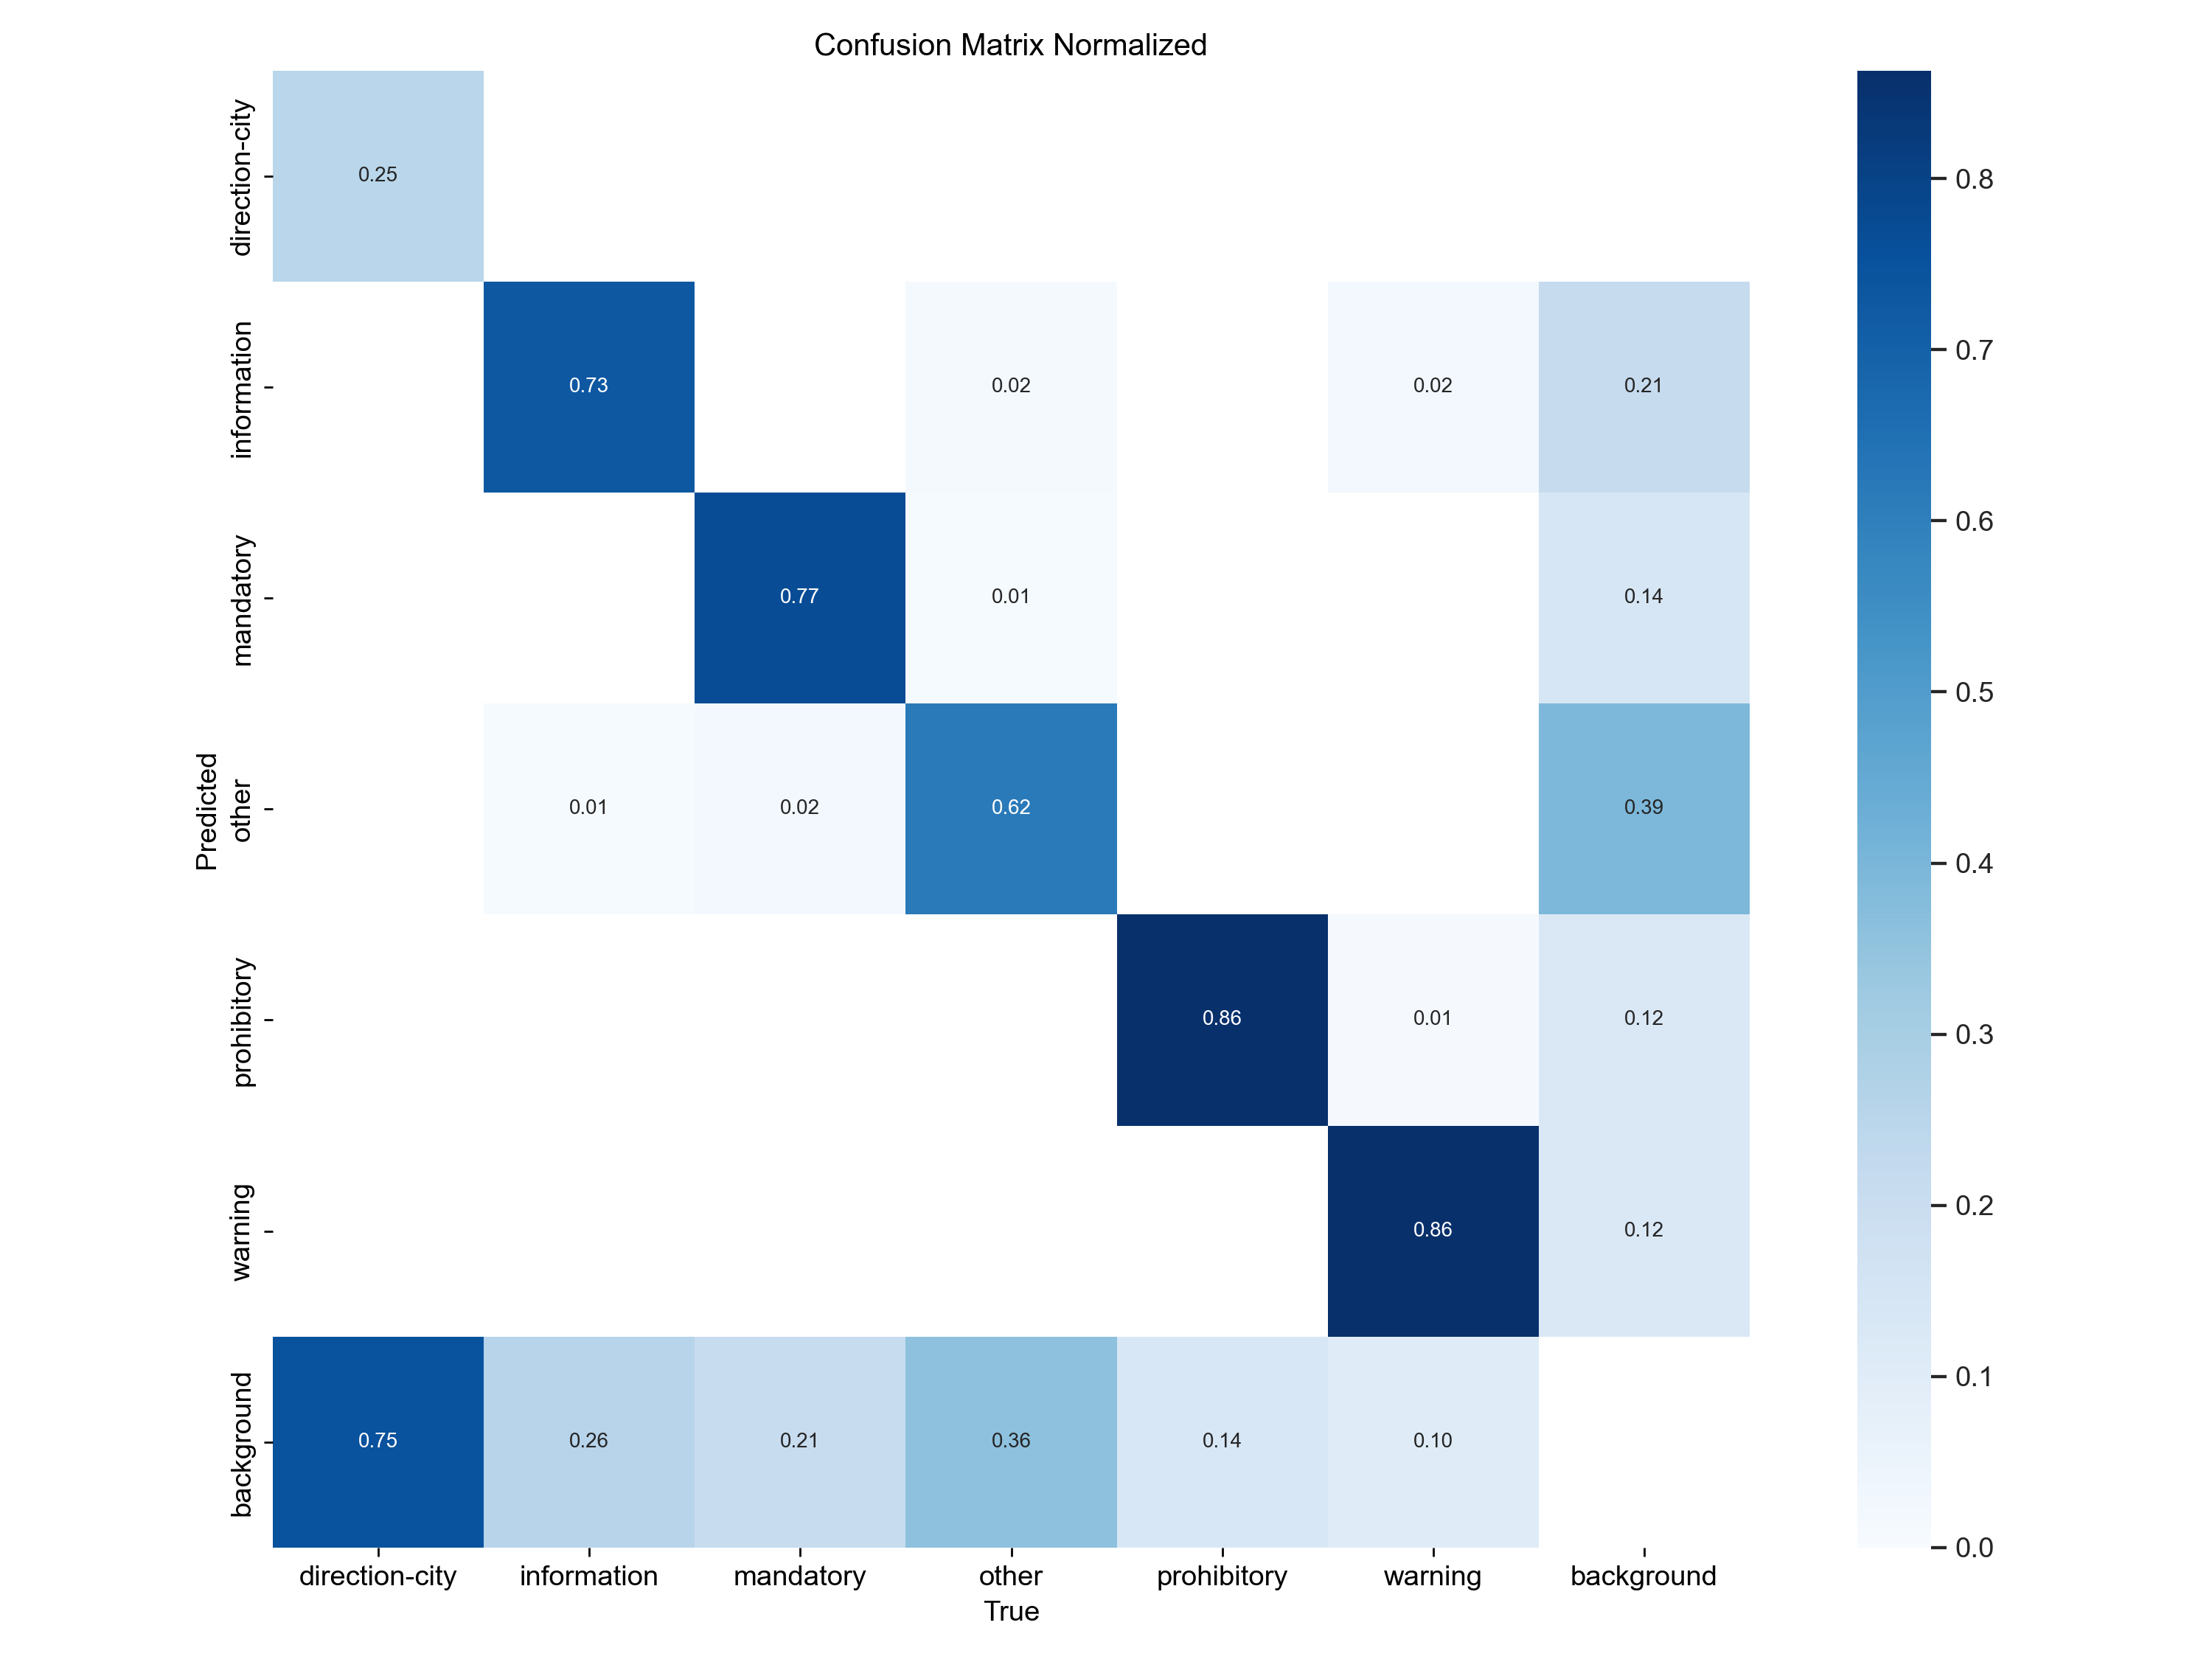 Confusion Matrix Normalized
direction-city
0.25
information
0.73
0.02
0.02
0.21
mandatory
0.77
0.01
0.14
Predicted
other
0.01
0.02
0.62
0.39
prohibitory
0.86
0.01
0.12
warning
0.86
0.12
background
0.75
0.26
0.21
0.36
0.14
0.10
direction-city
information
mandatory
other
prohibitory
warning
background
True
0.8
0.7
0.6
0.5
0.4
0.3
0.2
0.1
0.0